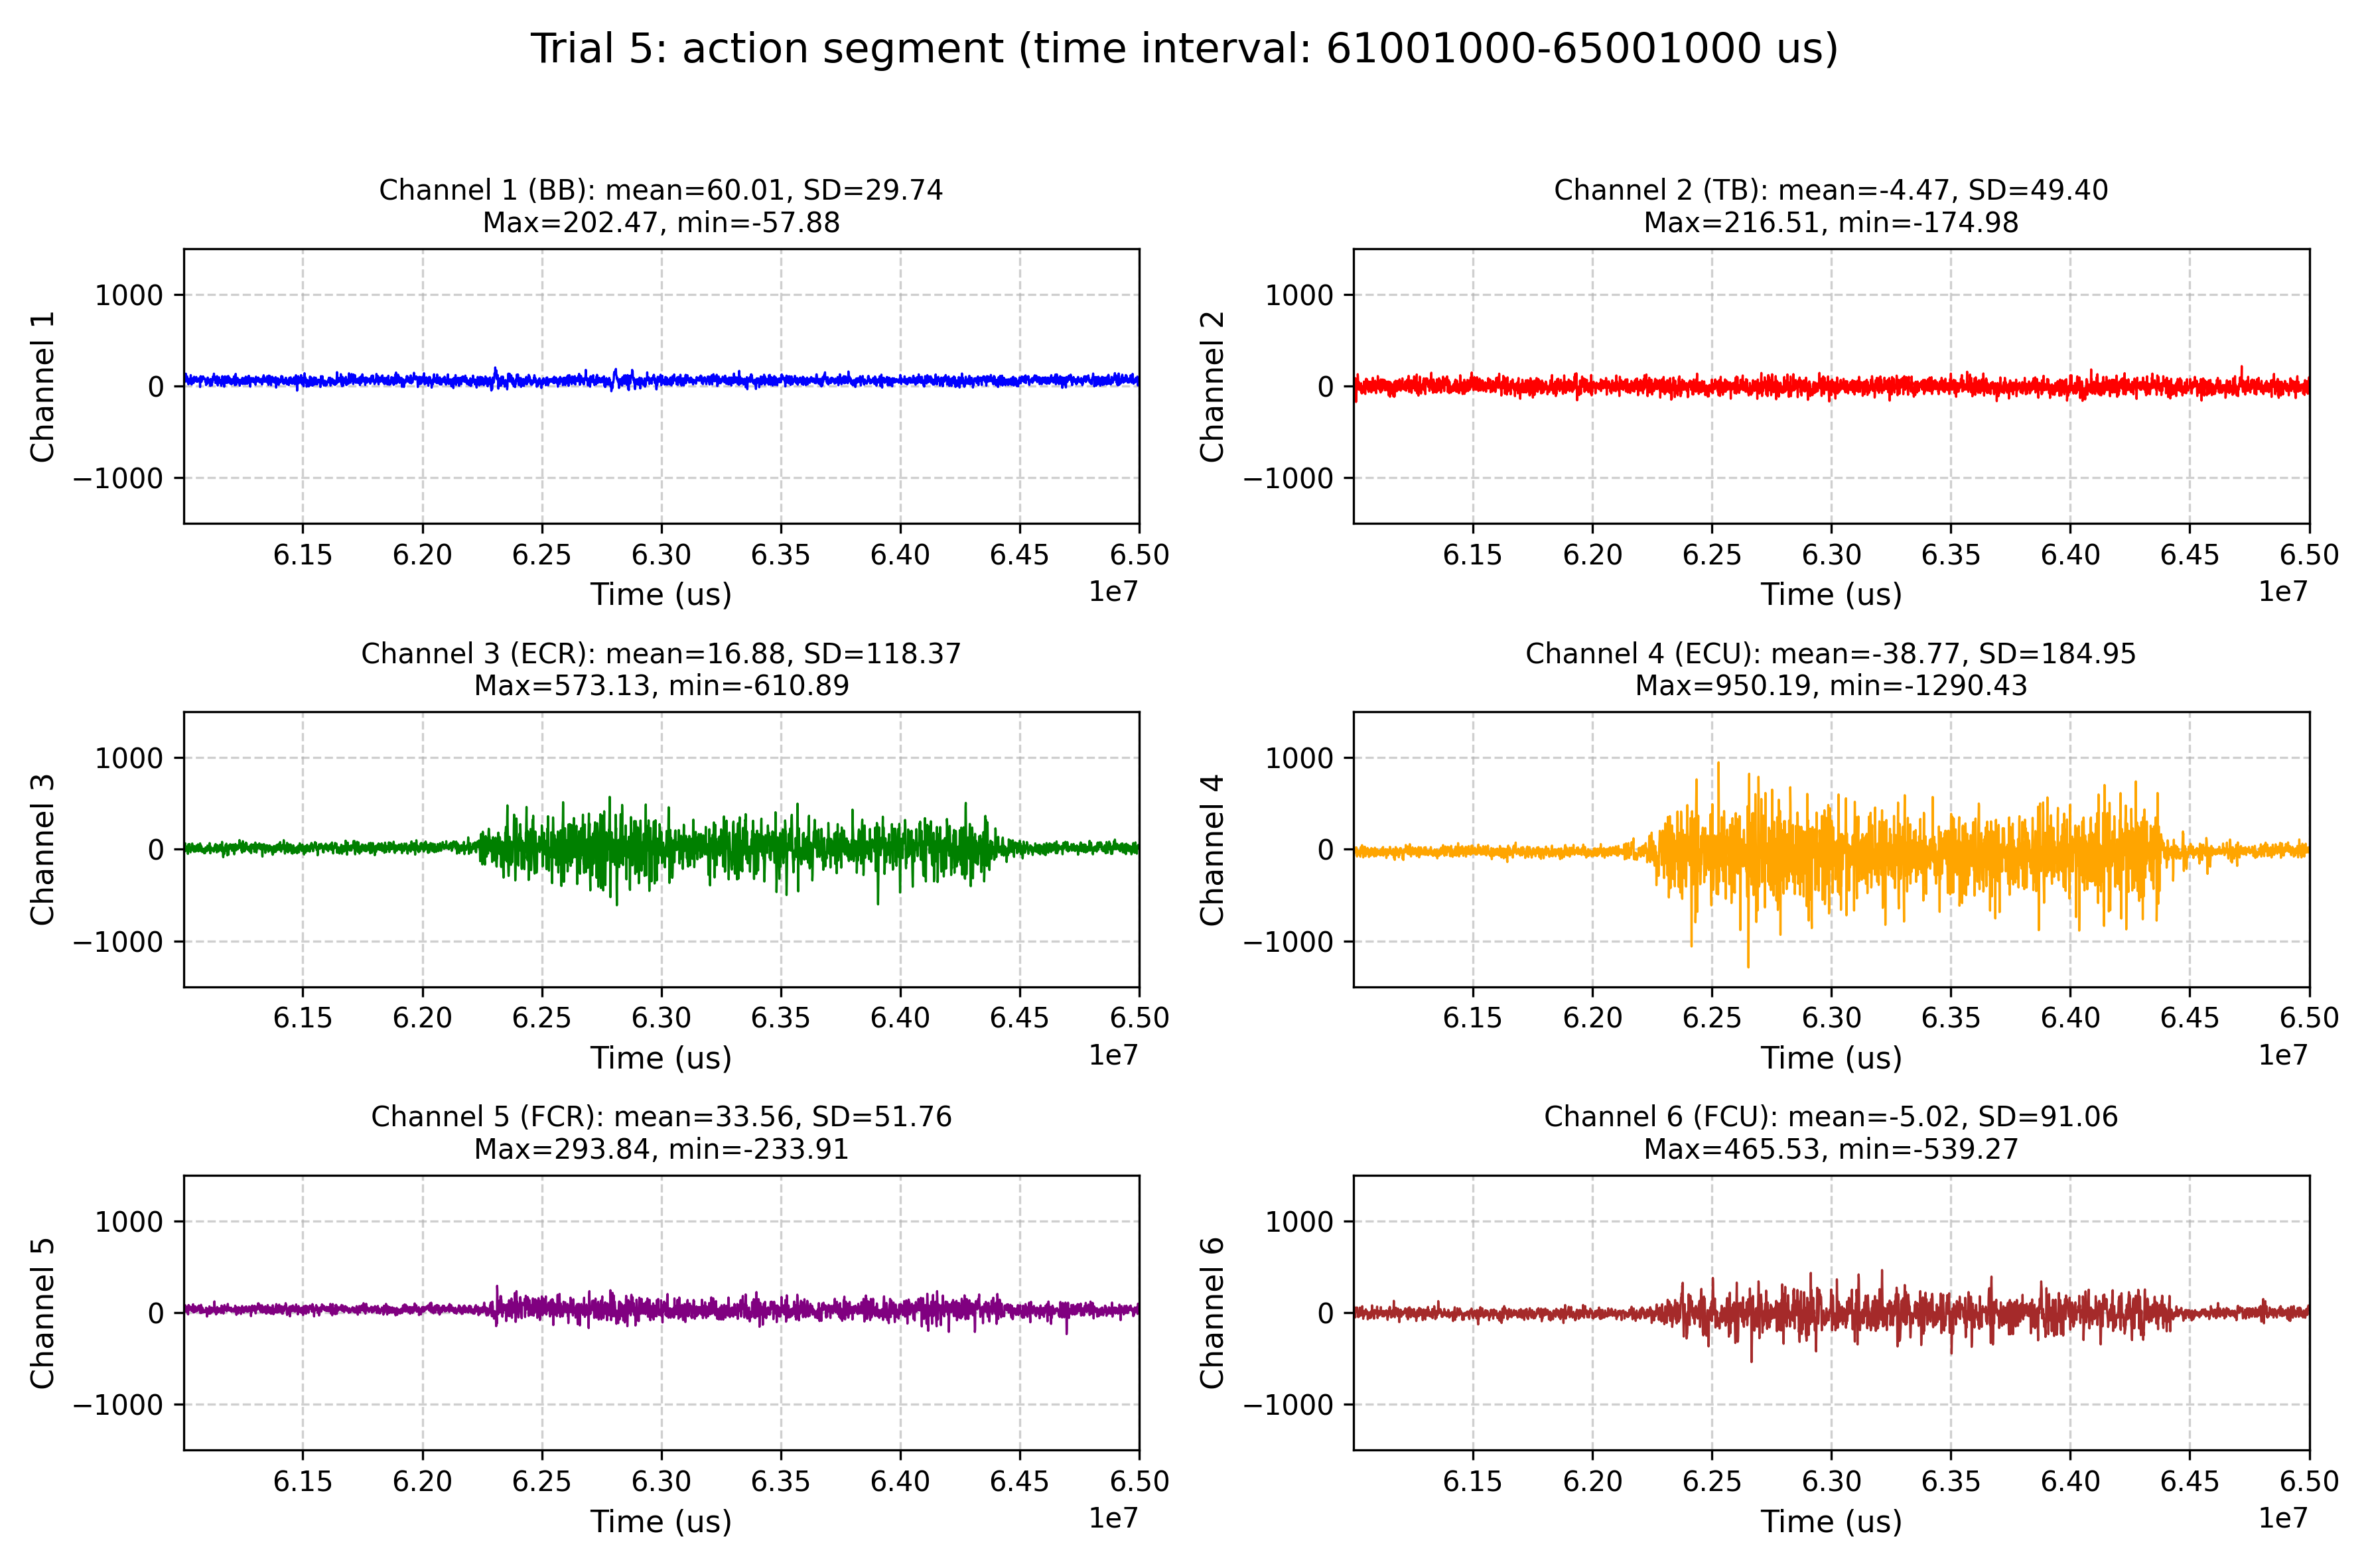 Trial 5: action segment (time interval: 61001000-65001000 us)
Channel 1 (BB): mean=60.01, SD=29.74
Max=202.47, min=-57.88
Channel 1
1000
0
−1000
6.15 6.20 6.25 6.30 6.35 6.40 6.45 6.50
Time (us)
1e7
Channel 2 (TB): mean=-4.47, SD=49.40
Max=216.51, min=-174.98
Channel 2
1000
0
−1000
6.15 6.20 6.25 6.30 6.35 6.40 6.45 6.50
Time (us)
1e7
Channel 3 (ECR): mean=16.88, SD=118.37
Max=573.13, min=-610.89
Channel 3
1000
0
−1000
6.15 6.20 6.25 6.30 6.35 6.40 6.45 6.50
Time (us)
1e7
Channel 4 (ECU): mean=-38.77, SD=184.95
Max=950.19, min=-1290.43
Channel 4
1000
0
−1000
6.15 6.20 6.25 6.30 6.35 6.40 6.45 6.50
Time (us)
1e7
Channel 5 (FCR): mean=33.56, SD=51.76
Max=293.84, min=-233.91
Channel 5
1000
0
−1000
6.15 6.20 6.25 6.30 6.35 6.40 6.45 6.50
Time (us)
1e7
Channel 6 (FCU): mean=-5.02, SD=91.06
Max=465.53, min=-539.27
Channel 6
1000
0
−1000
6.15 6.20 6.25 6.30 6.35 6.40 6.45 6.50
Time (us)
1e7